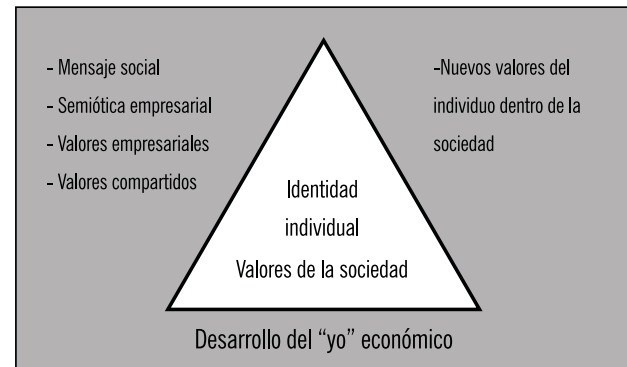 - Mensaje social
- Semiótica empresarial
- Valores empresariales
- Valores compartidos
-Nuevos valores del
individuo dentro de la
sociedad
Identidad
individual
Valores de la sociedad
Desarrollo del “yo” económico